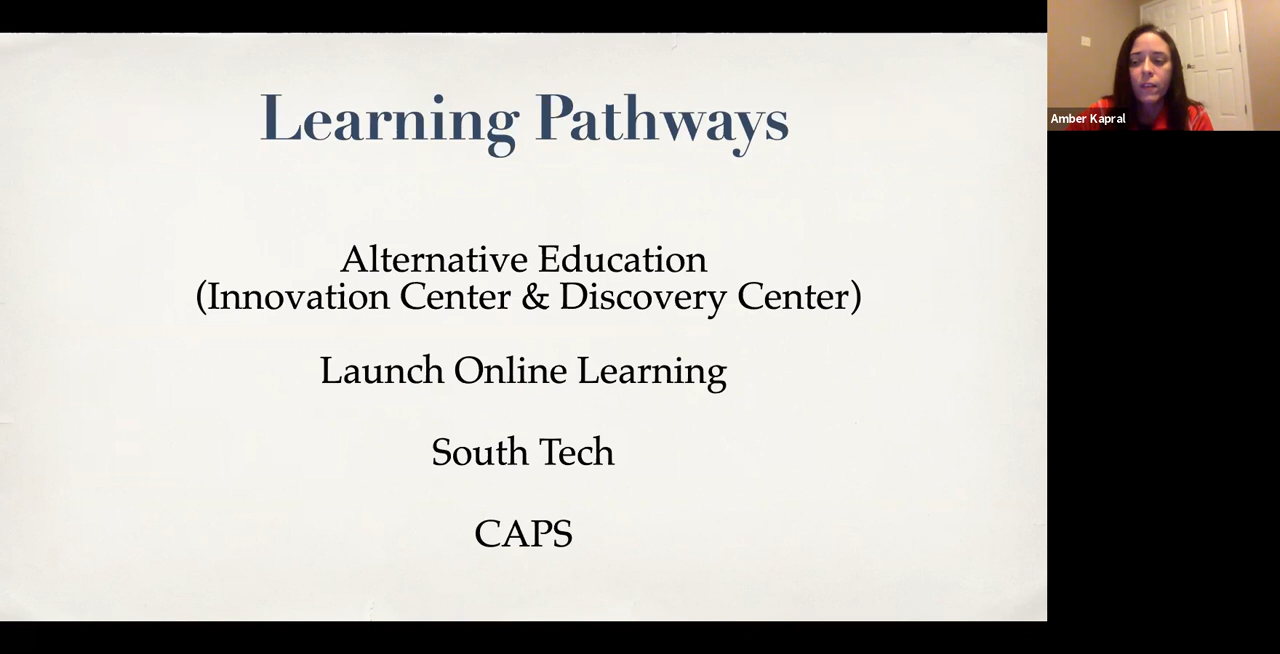 Learning Pathways
Alternative Education
(Innovation Center & Discovery Center)
Launch Online Learning
South Tech
CAPS
Amber Kapral